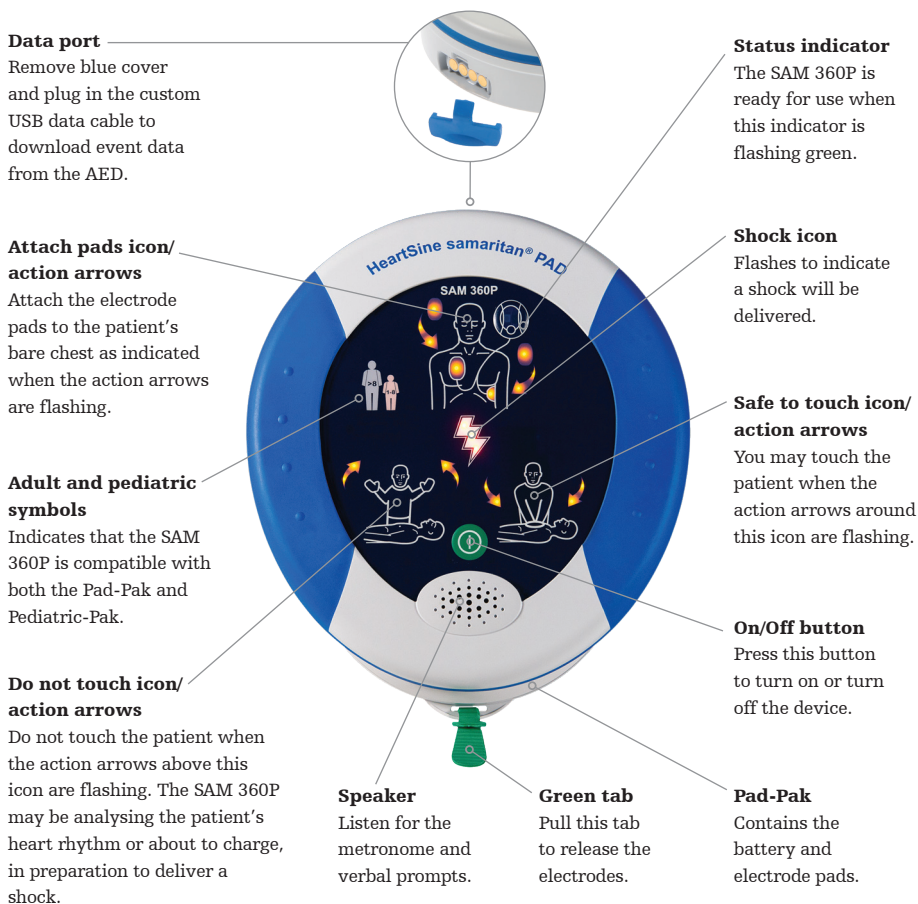 Data port
Remove blue cover
and plug in the custom
USB data cable to
download event data
from the AED.
Status indicator
The SAM 360P is
ready for use when
this indicator is
flashing green.
Attach pads icon/
action arrows
Attach the electrode
pads to the patient's
bare chest as indicated
when the action arrows
are flashing.
Shock icon
Flashes to indicate
a shock will be
delivered.
HeartSine samaritan® PAD
SAM 360P
>8
1-8
Adult and pediatric
symbols
Indicates that the SAM
360P is compatible with
both the Pad-Pak and
Pediatric-Pak.
Safe to touch icon/
action arrows
You may touch the
patient when the
action arrows around
this icon are flashing.
Do not touch icon/
action arrows
Do not touch the patient when
the action arrows above this
icon are flashing. The SAM 360P
may be analysing the patient's
heart rhythm or about to charge,
in preparation to deliver a
shock.
On/Off button
Press this button
to turn on or turn
off the device.
Speaker
Listen for the
metronome and
verbal prompts.
Green tab
Pull this tab
to release the
electrodes.
Pad-Pak
Contains the
battery and
electrode pads.